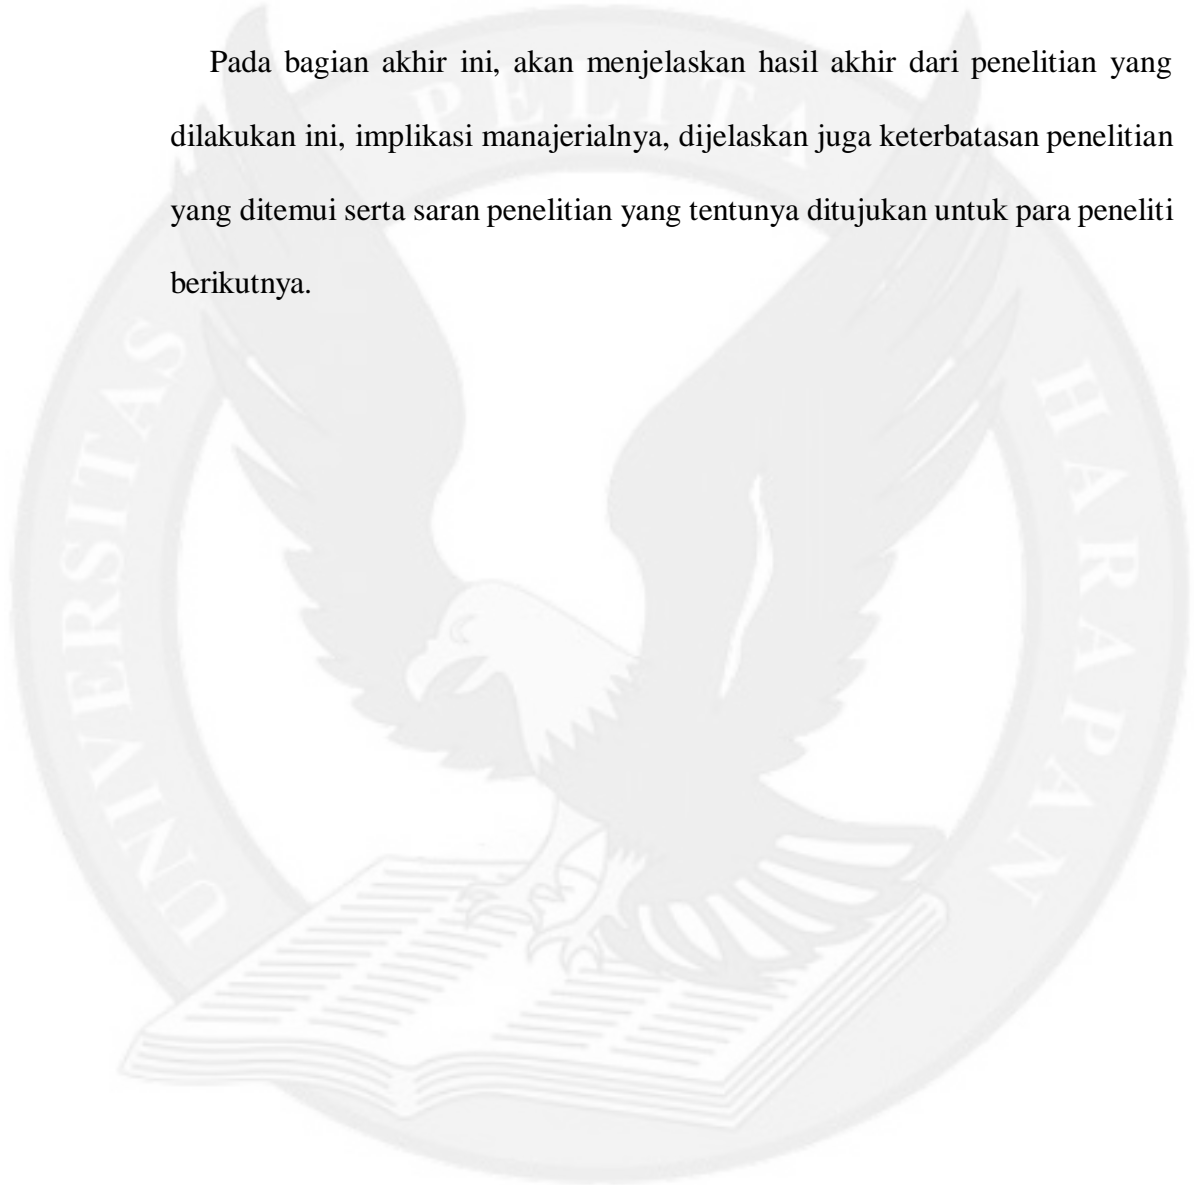 Pada bagian akhir ini, akan menjelaskan hasil akhir dari penelitian yang
dilakukan ini, implikasi manajerialnya, dijelaskan juga keterbatasan penelitian
yang ditemui serta saran penelitian yang tentunya ditujukan untuk para peneliti
berikutnya.
UNIVERSITAS PELITA HARAPAN